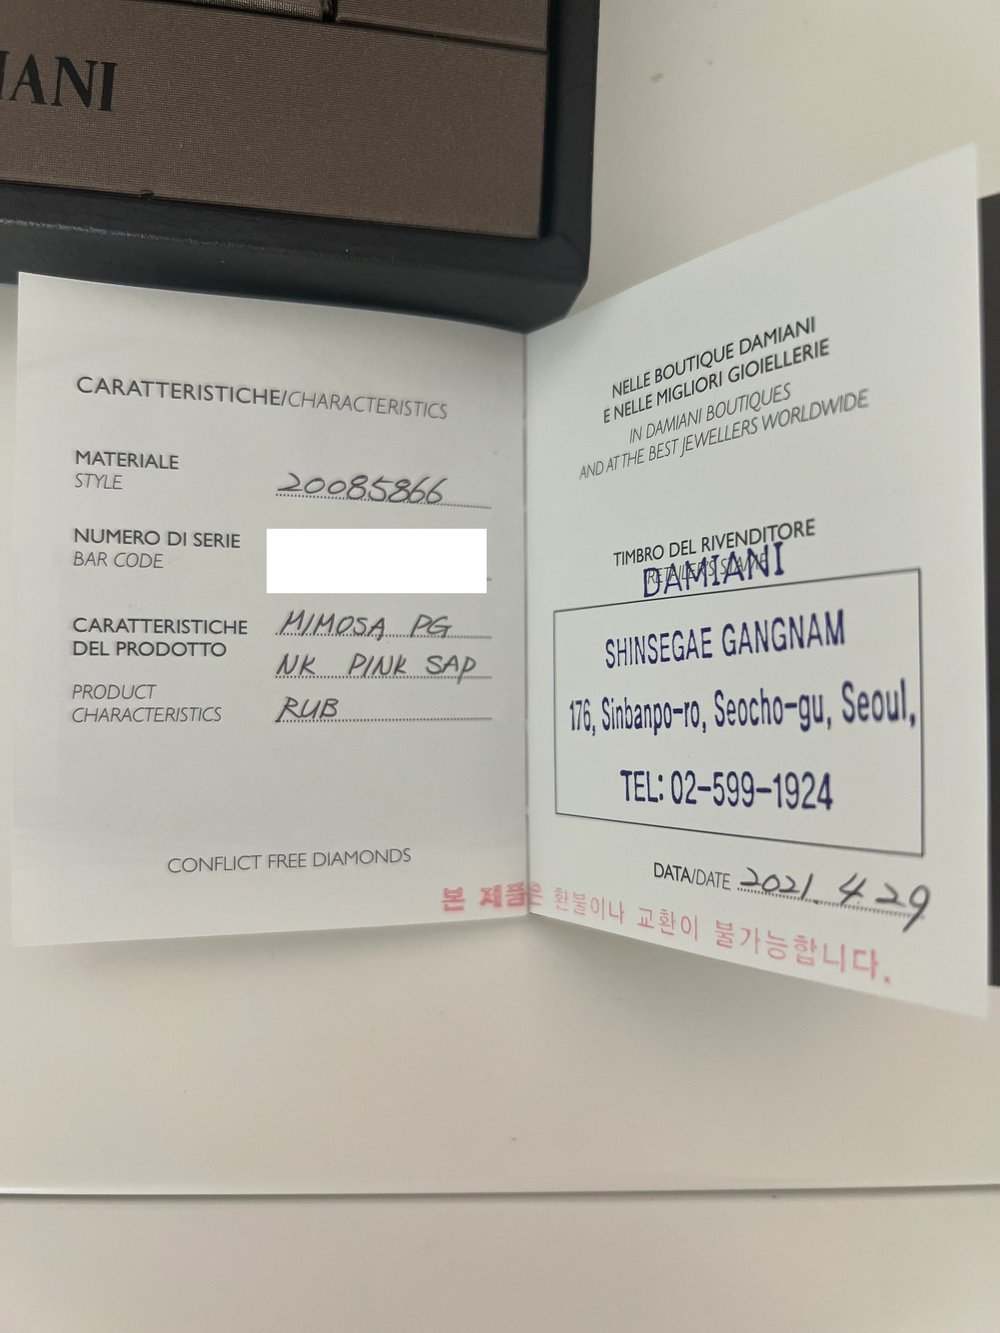 IANI
CARATTERISTICHE/CHARACTERISTICS
MATERIALE
STYLE
20085866
NUMERO DI SERIE
BAR CODE
CARATTERISTICHE
DEL PRODOTTO
PRODUCT
CHARACTERISTICS
MIMOSA PG
NK PINK SAP
RUB
CONFLICT FREE DIAMONDS
NELLE BOUTIQUE DAMIANI
E NELLE MIGLIORI GIOIELLERIE
IN DAMIANI BOUTIQUES
AND AT THE BEST JEWELLERS WORLDWIDE
TIMBRO DEL RIVENDITORE
RETAILER'S STAMP
DAMIANI
SHINSEGAE GANGNAM
176, Sinbanpo-ro, Seocho-gu, Seoul,
TEL: 02-599-1924
DATA/DATE 2021. 4. 29
본 제품은 환불이나 교환이 불가능합니다.